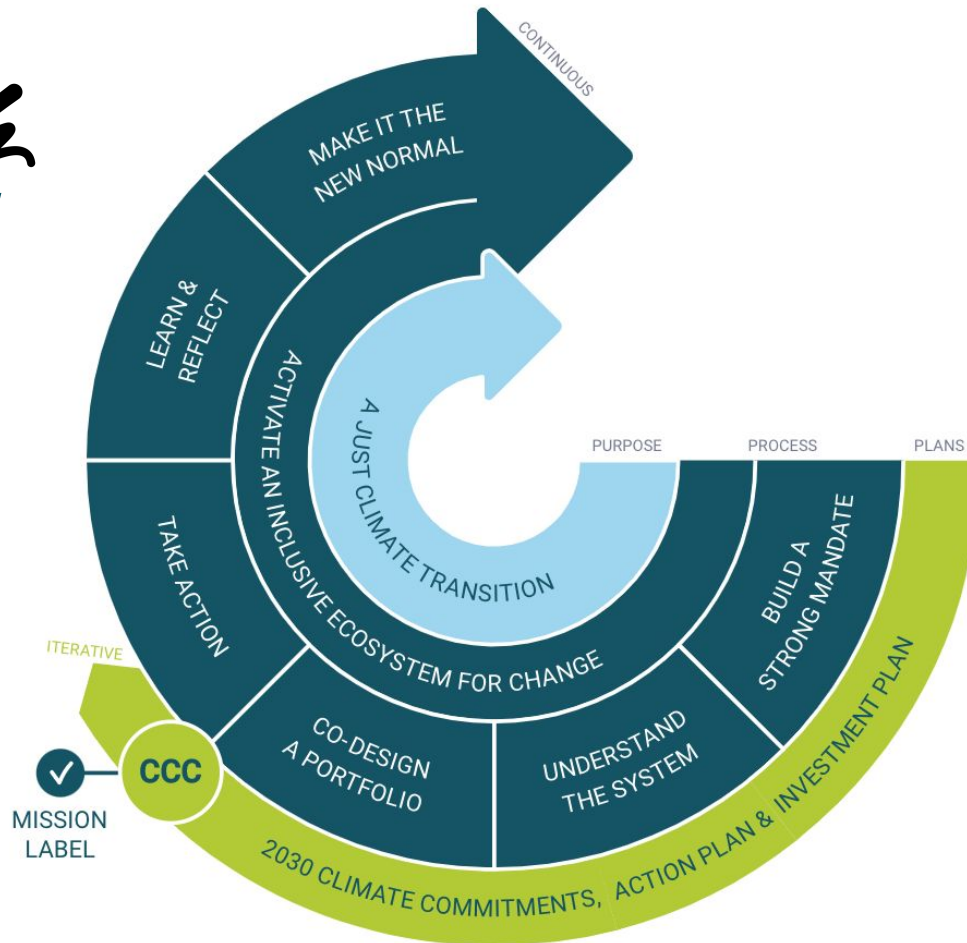 CONTINUOUS
MAKE IT THE
NEW NORMAL
LEARN &
REFLECT
ACTIVATE AN INCLUSIVE ECOSYSTEM FOR CHANGE
A JUST CLIMATE TRANSITION
PURPOSE
PROCESS
PLANS
BUILD A
STRONG MANDATE
TAKE ACTION
ITERATIVE
CO-DESIGN
A PORTFOLIO
UNDERSTAND
THE SYSTEM
CCC
MISSION
LABEL
2030 CLIMATE COMMITMENTS, ACTION PLAN & INVESTMENT PLAN